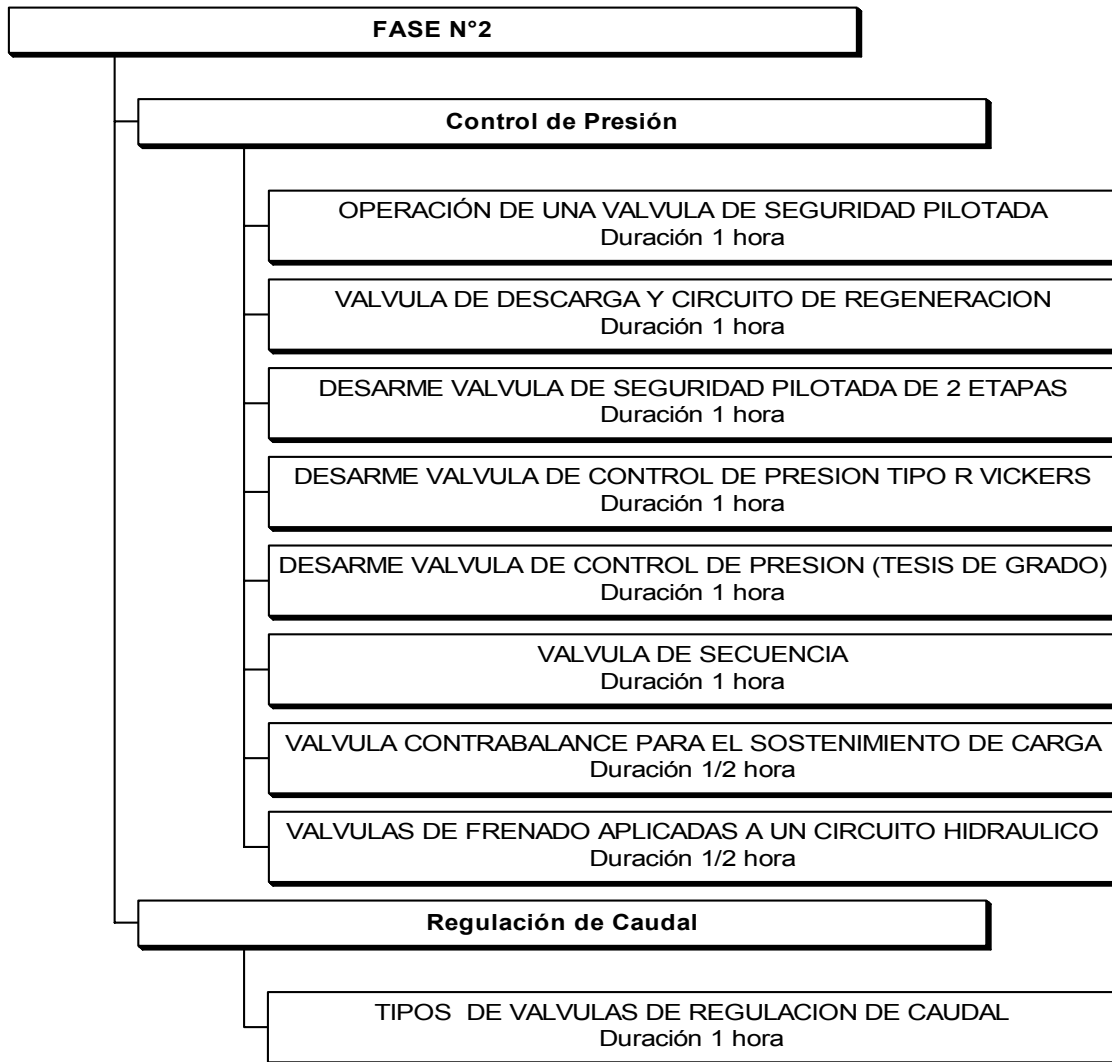 FASE N°2
Control de Presión
OPERACIÓN DE UNA VALVULA DE SEGURIDAD PILOTADA
Duración 1 hora
VALVULA DE DESCARGA Y CIRCUITO DE REGENERACION
Duración 1 hora
DESARME VALVULA DE SEGURIDAD PILOTADA DE 2 ETAPAS
Duración 1 hora
DESARME VALVULA DE CONTROL DE PRESION TIPO R VICKERS
Duración 1 hora
DESARME VALVULA DE CONTROL DE PRESION (TESIS DE GRADO)
Duración 1 hora
VALVULA DE SECUENCIA
Duración 1 hora
VALVULA CONTRABALANCE PARA EL SOSTENIMIENTO DE CARGA
Duración 1/2 hora
VALVULAS DE FRENADO APLICADAS A UN CIRCUITO HIDRAULICO
Duración 1/2 hora
Regulación de Caudal
TIPOS  DE VALVULAS DE REGULACION DE CAUDAL
Duración 1 hora